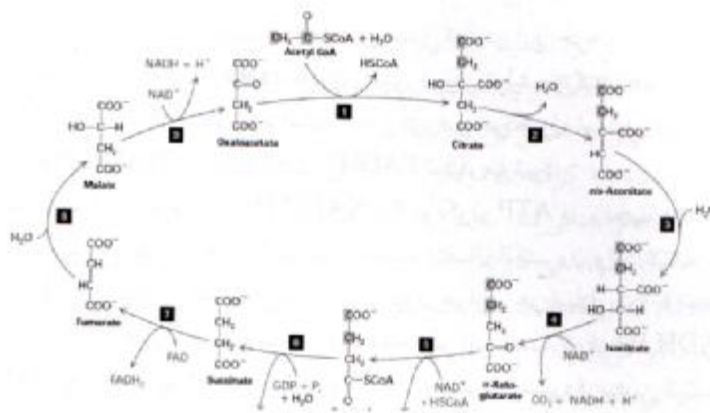 O
CH₃ C SCoA + H₂O
Acetyl CoA
NADH + H⁺
NAD⁺
HSCoA
COO⁻
C=O
CH₂
COO⁻
Oxaloacetate
1
COO⁻
CH₂
HO COO⁻
CH₂
COO⁻
Citrate
H₂O
2
COO⁻
CH₂
COO⁻
HC
COO⁻
cis-Aconitate
COO⁻
HO H
CH₂
COO⁻
Malate
9
3
H₂O
8
H₂O
COO⁻
CH
HC
COO⁻
Fumarate
7
FAD
FADH₂
COO⁻
CH₂
CH₂
COO⁻
Succinate
6
GDP + Pᵢ
+ H₂O
COO⁻
CH₂
CH₂
C SCoA
O
5
NAD⁺
+ HSCoA
COO⁻
CH₂
CH₂
C O
COO⁻
α-Keto-
glutarate
4
NAD⁺
CO₂ + NADH + H⁺
COO⁻
CH₂
H COO⁻
HO H
COO⁻
Isocitrate